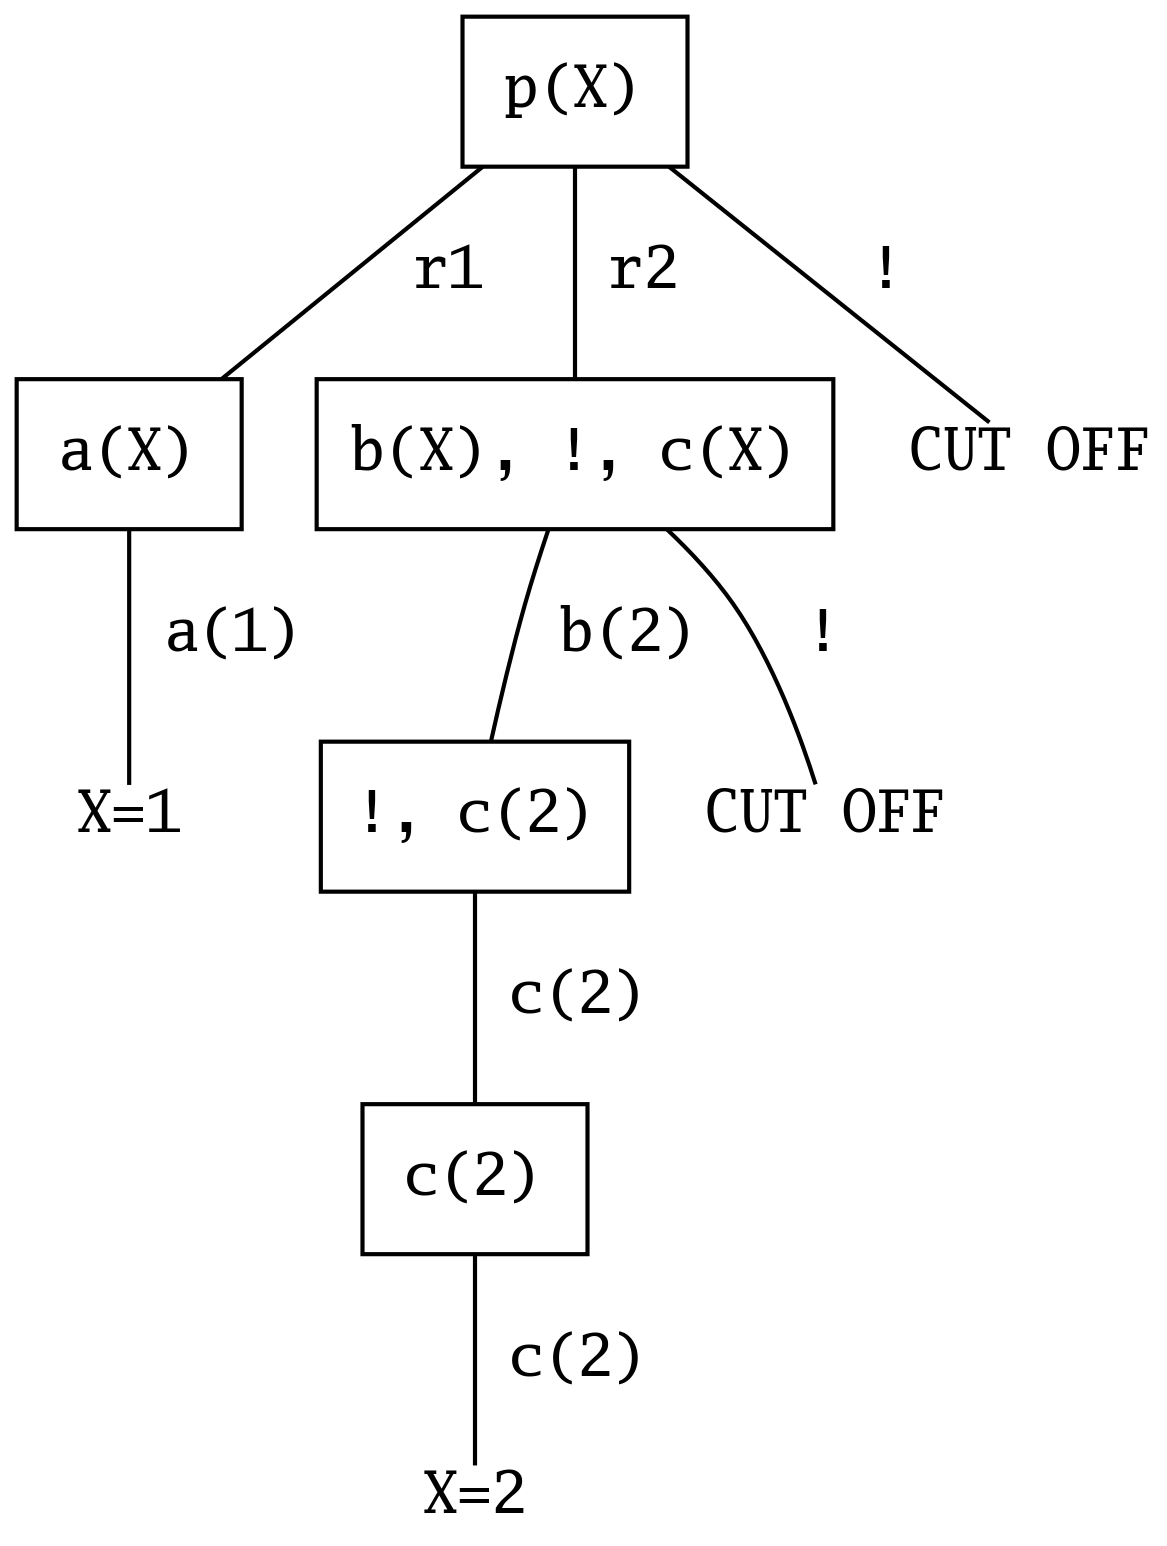 p(X)
r1
r2
!
a(X)
b(X), !, c(X)
CUT OFF
a(1)
b(2)
!
X=1
!, c(2)
CUT OFF
c(2)
c(2)
c(2)
X=2